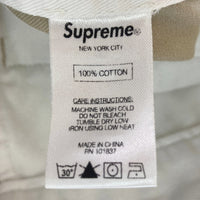 Supreme®
NEW YORK CITY
100% COTTON
CARE INSTRUCTIONS:
MACHINE WASH COLD
DO NOT BLEACH
TUMBLE DRY LOW
IRON USING LOW HEAT
MADE IN CHINA
RN 101837
30°